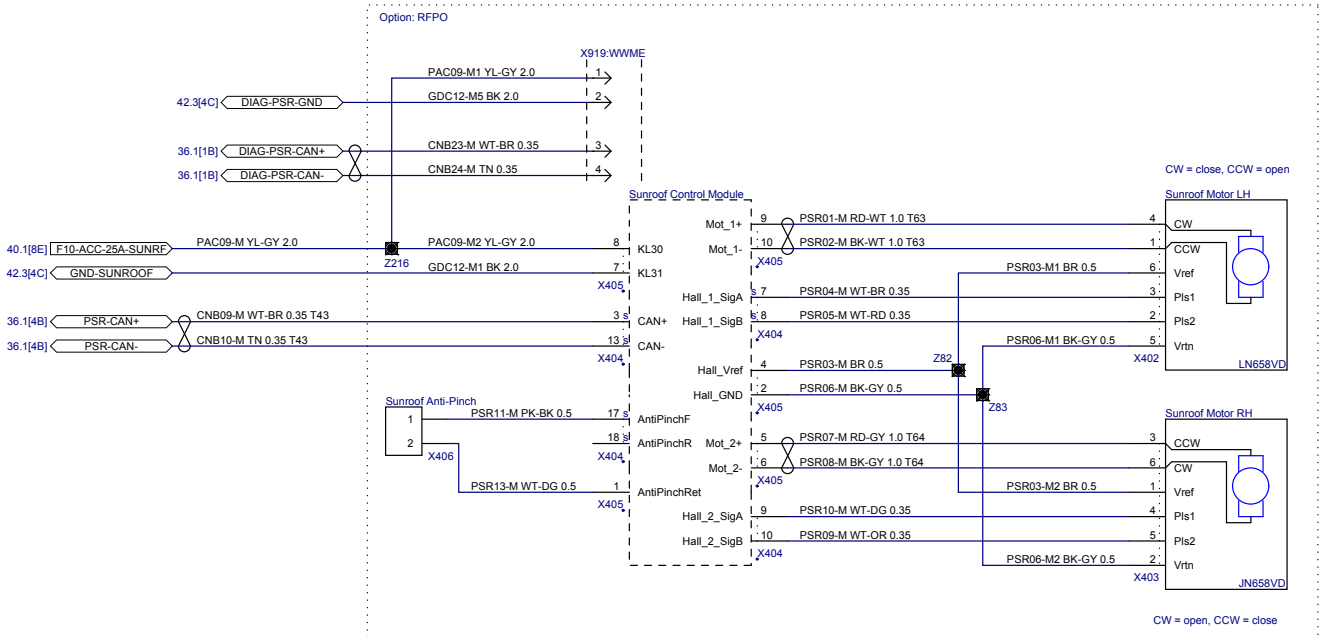 Option: RFPO
X919:WWME
PAC09-M1 YL-GY 2.0 1
42.3[4C] DIAG-PSR-GND GDC12-M5 BK 2.0 2
36.1[1B] DIAG-PSR-CAN+ CNB23-M WT-BR 0.35 3
36.1[1B] DIAG-PSR-CAN- CNB24-M TN 0.35 4
CW = close, CCW = open
Sunroof Control Module
Sunroof Motor LH
Mot_1+ 9 PSR01-M RD-WT 1.0 T63 4 CW
40.1[8E] F10-ACC-25A-SUNRF PAC09-M YL-GY 2.0 PAC09-M2 YL-GY 2.0 8 KL30 Mot_1- 10 PSR02-M BK-WT 1.0 T63 1 CCW
Z216
X405
42.3[4C] GND-SUNROOF GDC12-M1 BK 2.0 7 KL31 PSR03-M1 BR 0.5 6 Vref
X405
Hall_1_SigA s 7 PSR04-M WT-BR 0.35 3 Pls1
36.1[4B] PSR-CAN+ CNB09-M WT-BR 0.35 T43 3 s CAN+ Hall_1_SigB s 8 PSR05-M WT-RD 0.35 2 Pls2
X404
36.1[4B] PSR-CAN- CNB10-M TN 0.35 T43 13 s CAN- PSR06-M1 BK-GY 0.5 5 Vrtn
X404
X402
Hall_Vref 4 PSR03-M BR 0.5 Z82
LN658VD
Hall_GND 2 PSR06-M BK-GY 0.5
X405
Z83
Sunroof Anti-Pinch
Sunroof Motor RH
1 PSR11-M PK-BK 0.5 17 s AntiPinchF
2 18 s AntiPinchR Mot_2+ 5 PSR07-M RD-GY 1.0 T64 3 CCW
X406
X404
Mot_2- 6 PSR08-M BK-GY 1.0 T64 6 CW
X405
PSR13-M WT-DG 0.5 1 AntiPinchRet PSR03-M2 BR 0.5 1 Vref
X405
Hall_2_SigA 9 PSR10-M WT-DG 0.35 4 Pls1
Hall_2_SigB 10 PSR09-M WT-OR 0.35 5 Pls2
X404
PSR06-M2 BK-GY 0.5 2 Vrtn
X403
JN658VD
CW = open, CCW = close